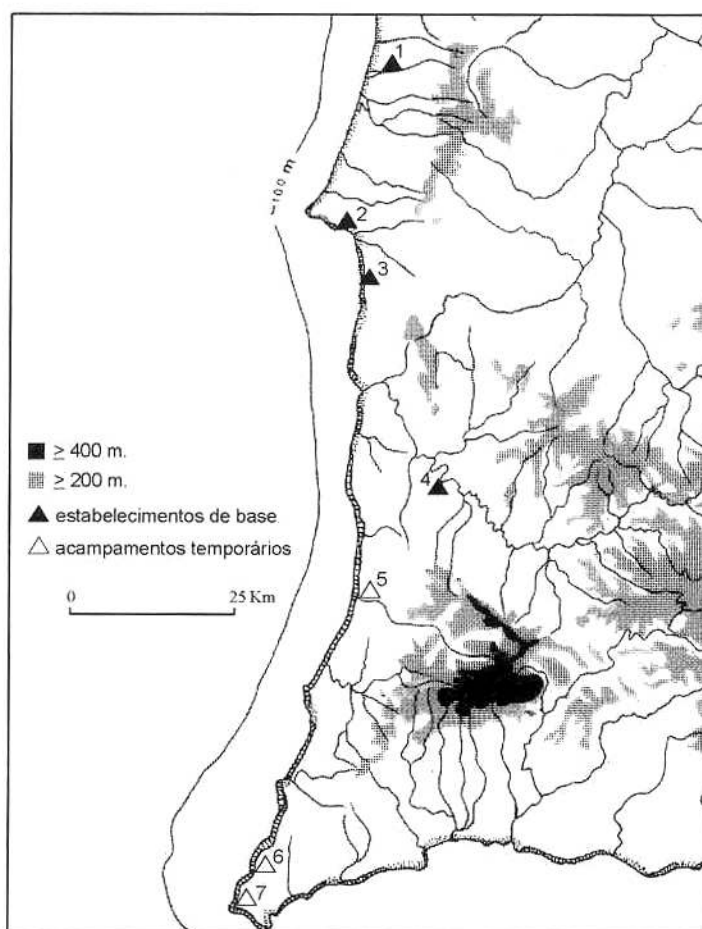 1
–100 m
2
3
≥ 400 m.
≥ 200 m.
estabelecimentos de base
acampamentos temporários
0 25 Km
4
5
6
7